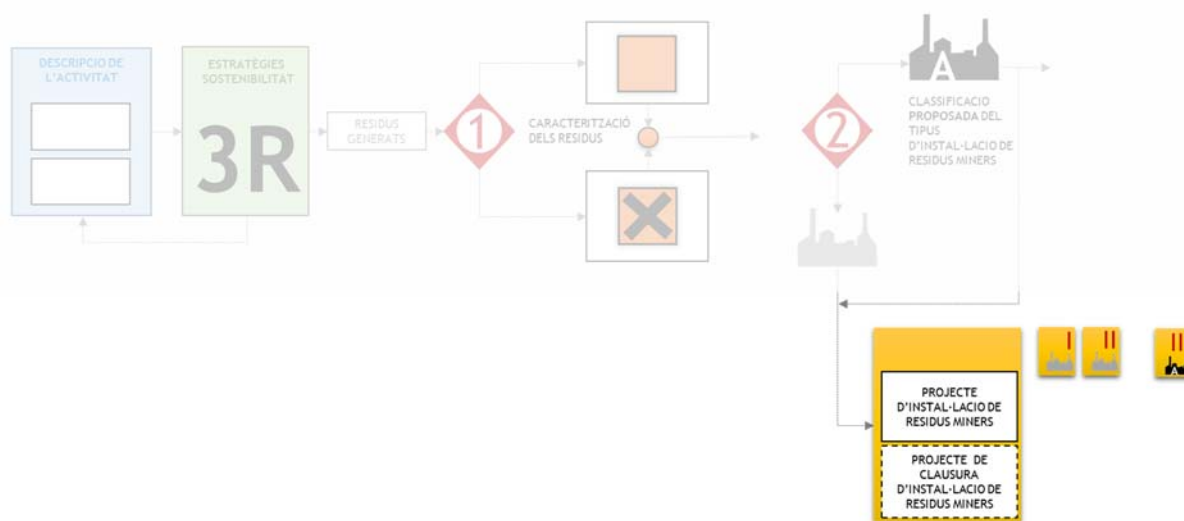 DESCRIPCIO DE
L'ACTIVITAT
ESTRATÈGIES
SOSTENIBILITAT
3R
RESIDUS
GENERATS
1
CARACTERITZACIÓ
DELS RESIDUS
2
A
CLASSIFICACIO
PROPOSADA DEL
TIPUS
D'INSTAL·LACIO DE
RESIDUS MINERS
I
II
II
A
PROJECTE
D'INSTAL·LACIO DE
RESIDUS MINERS
PROJECTE DE
CLAUSURA
D'INSTAL·LACIO DE
RESIDUS MINERS